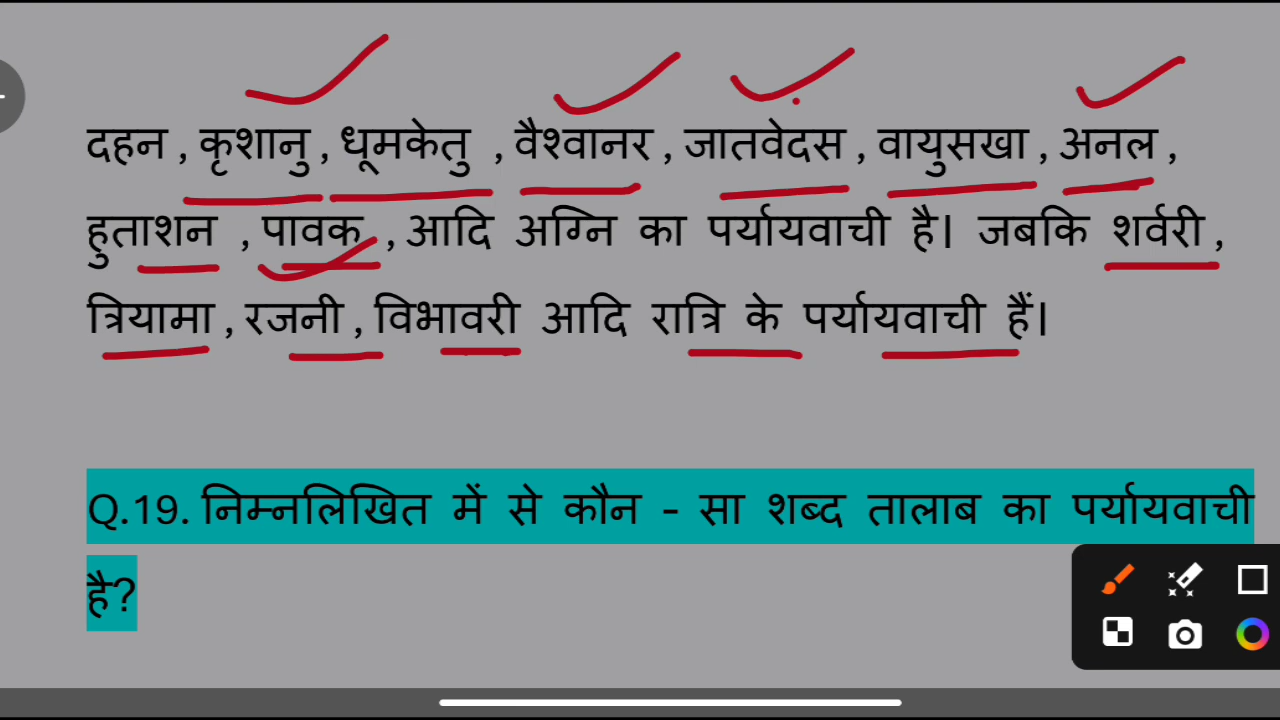 दहन , कृशानु , धूमकेतु , वैश्वानर , जातवेदस , वायुसखा , अनल ,
हुताशन , पावक , आदि अग्नि का पर्यायवाची है। जबकि शर्वरी ,
त्रियामा , रजनी , विभावरी आदि रात्रि के पर्यायवाची हैं।
Q.19. निम्नलिखित में से कौन - सा शब्द तालाब का पर्यायवाची
है?